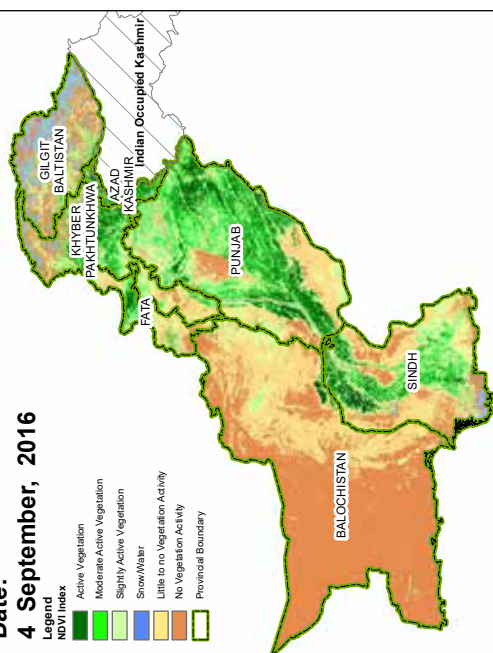 Date:
4 September, 2016
Legend
NDVI Index
Active Vegetation
Moderate Active Vegetation
Slightly Active Vegetation
Snow/Water
Little to no Vegetation Activity
No Vegetation Activity
Provincial Boundary
GILGIT
BALTISTAN
KHYBER
PAKHTUNKHWA
AZAD
KASHMIR
Indian Occupied Kashmir
FATA
PUNJAB
BALOCHISTAN
SINDH